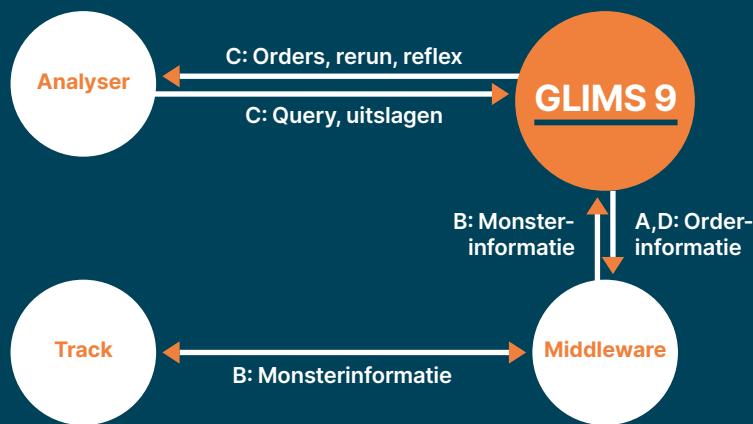 C: Orders, rerun, reflex
Analyser
GLIMS 9
C: Query, uitslagen
B: Monster-
informatie
A,D: Order-
informatie
Track
Middleware
B: Monsterinformatie